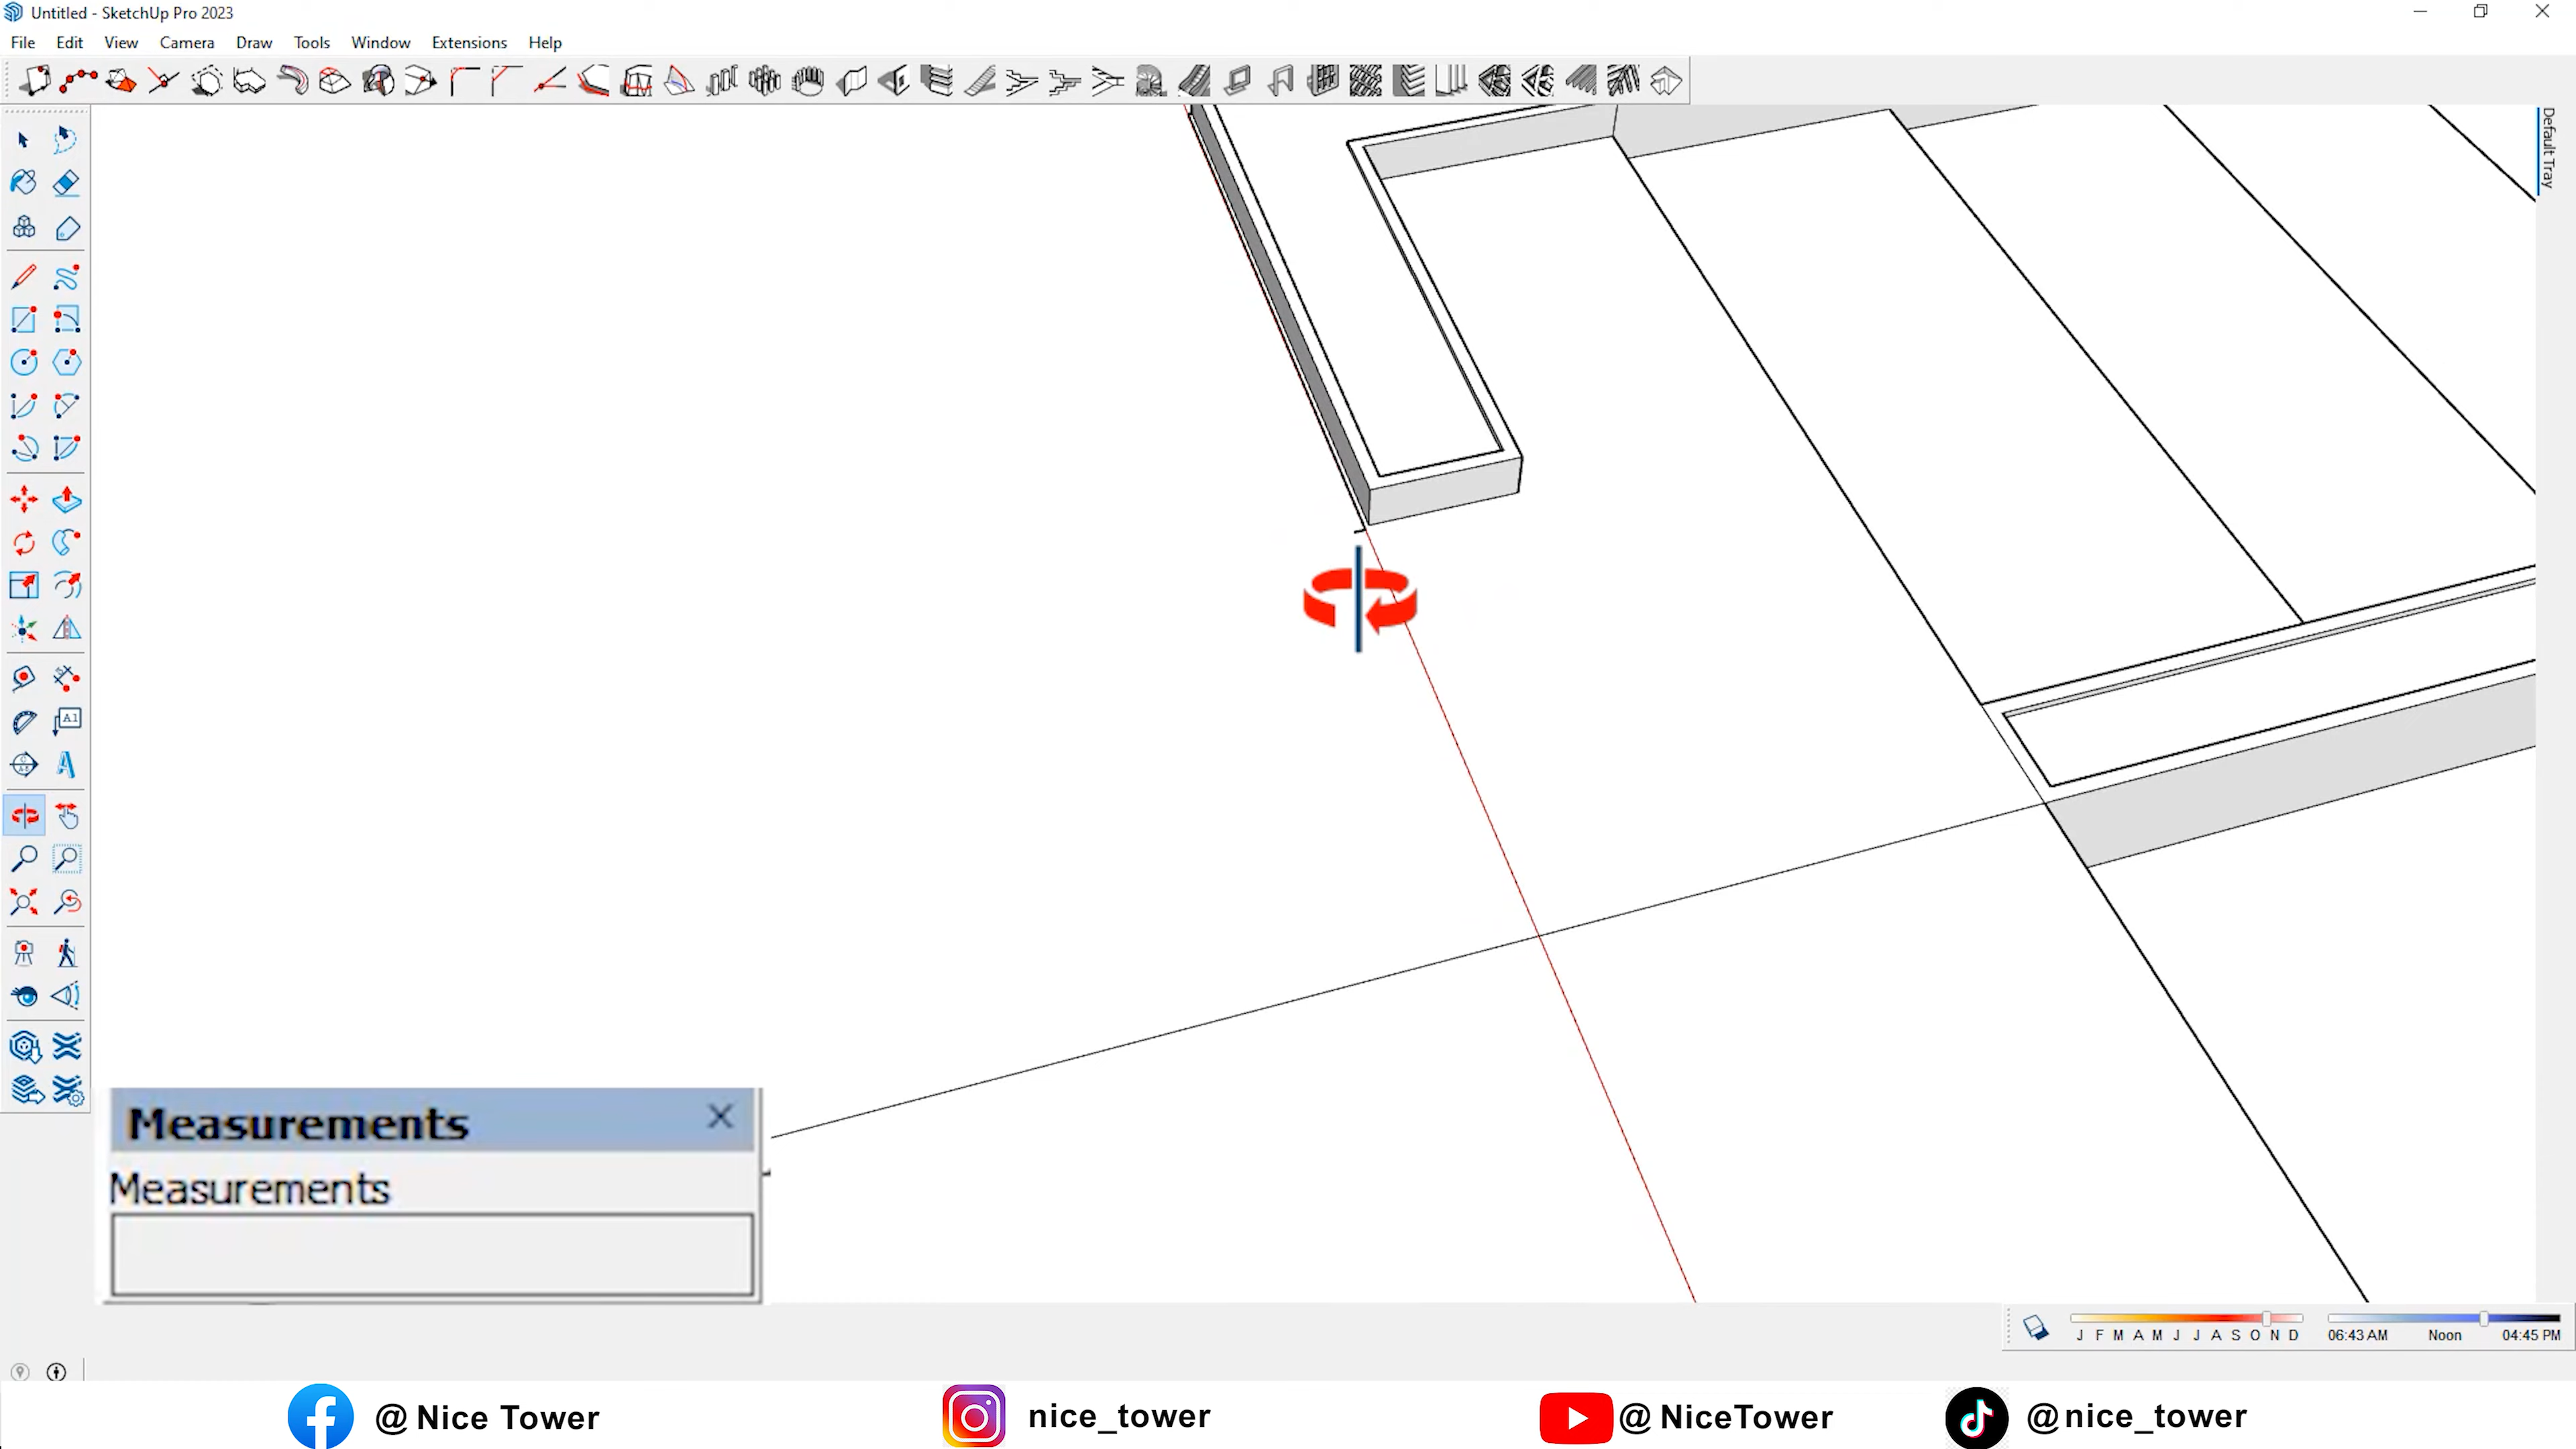 Untitled - SketchUp Pro 2023
File Edit View Camera Draw Tools Window Extensions Help
Default Tray
A1
A
Measurements
Measurements
J F M A M J J A S O N D 06:43 AM Noon 04:45 PM
@ Nice Tower nice_tower @ NiceTower @nice_tower